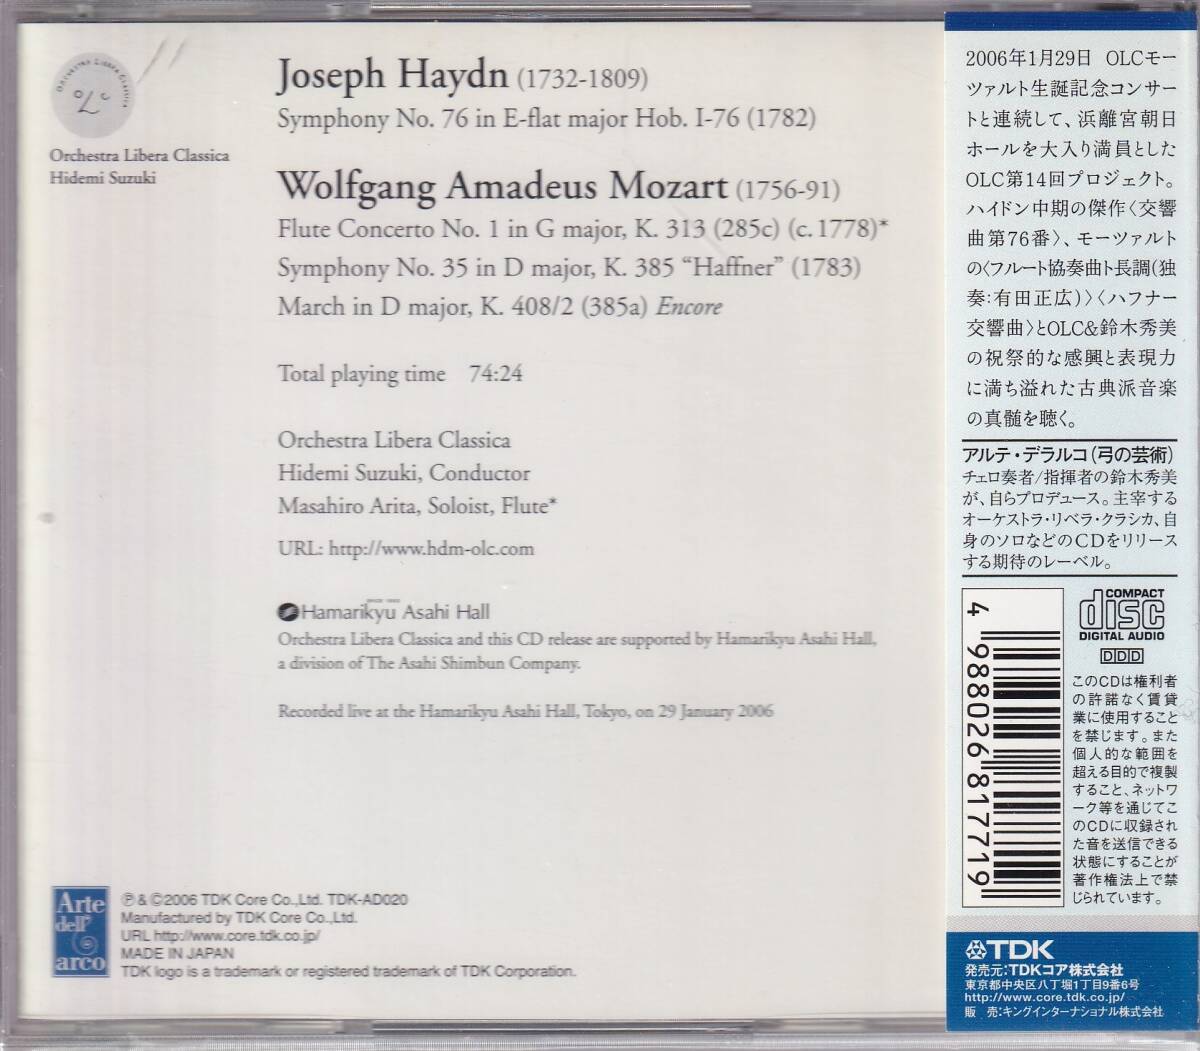 ORCHESTRA LIBERA CLASSICA
OLC
Orchestra Libera Classica
Hidemi Suzuki
Joseph Haydn (1732-1809)
Symphony No. 76 in E-flat major Hob. I-76 (1782)
Wolfgang Amadeus Mozart (1756-91)
Flute Concerto No. 1 in G major, K. 313 (285c) (c. 1778)*
Symphony No. 35 in D major, K. 385 “Haffner” (1783)
March in D major, K. 408/2 (385a) Encore
Total playing time 74:24
Orchestra Libera Classica
Hidemi Suzuki, Conductor
Masahiro Arita, Soloist, Flute*
URL: http://www.hdm-olc.com
Hamarikyu Asahi Hall
Orchestra Libera Classica and this CD release are supported by Hamarikyu Asahi Hall,
a division of The Asahi Shimbun Company.
Recorded live at the Hamarikyu Asahi Hall, Tokyo, on 29 January 2006
Arte
dell'
arco
℗ & ©2006 TDK Core Co.,Ltd. TDK-AD020
Manufactured by TDK Core Co.,Ltd.
URL http://www.core.tdk.co.jp/
MADE IN JAPAN
TDK logo is a trademark or registered trademark of TDK Corporation.
2006年1月29日 OLCモー
ツァルト生誕記念コンサー
トと連続して、浜離宮朝日
ホールを大入り満員とした
OLC第14回プロジェクト。
ハイドン中期の傑作〈交響
曲第76番〉、モーツァルト
の〈フルート協奏曲ト長調(独
奏:有田正広)〉〈ハフナー
交響曲〉とOLC&鈴木秀美
の祝祭的な感興と表現力
に満ち溢れた古典派音楽
の真髄を聴く。
アルテ・デラルコ(弓の芸術)
チェロ奏者/指揮者の鈴木秀美
が、自らプロデュース。主宰する
オーケストラ・リベラ・クラシカ、自
身のソロなどのCDをリリース
する期待のレーベル。
4 988026 817719
COMPACT
disc
DIGITAL AUDIO
DDD
このCDは権利者
の許諾なく賃貸
業に使用すること
を禁じます。また
個人的な範囲を
超える目的で複製
すること、ネットワ
ーク等を通じてこ
のCDに収録され
た音を送信できる
状態にすることが
著作権法上で禁
じられています。
TDK
発売元:TDKコア株式会社
東京都中央区八丁堀1丁目9番6号
http://www.core.tdk.co.jp/
販 売:キングインターナショナル株式会社